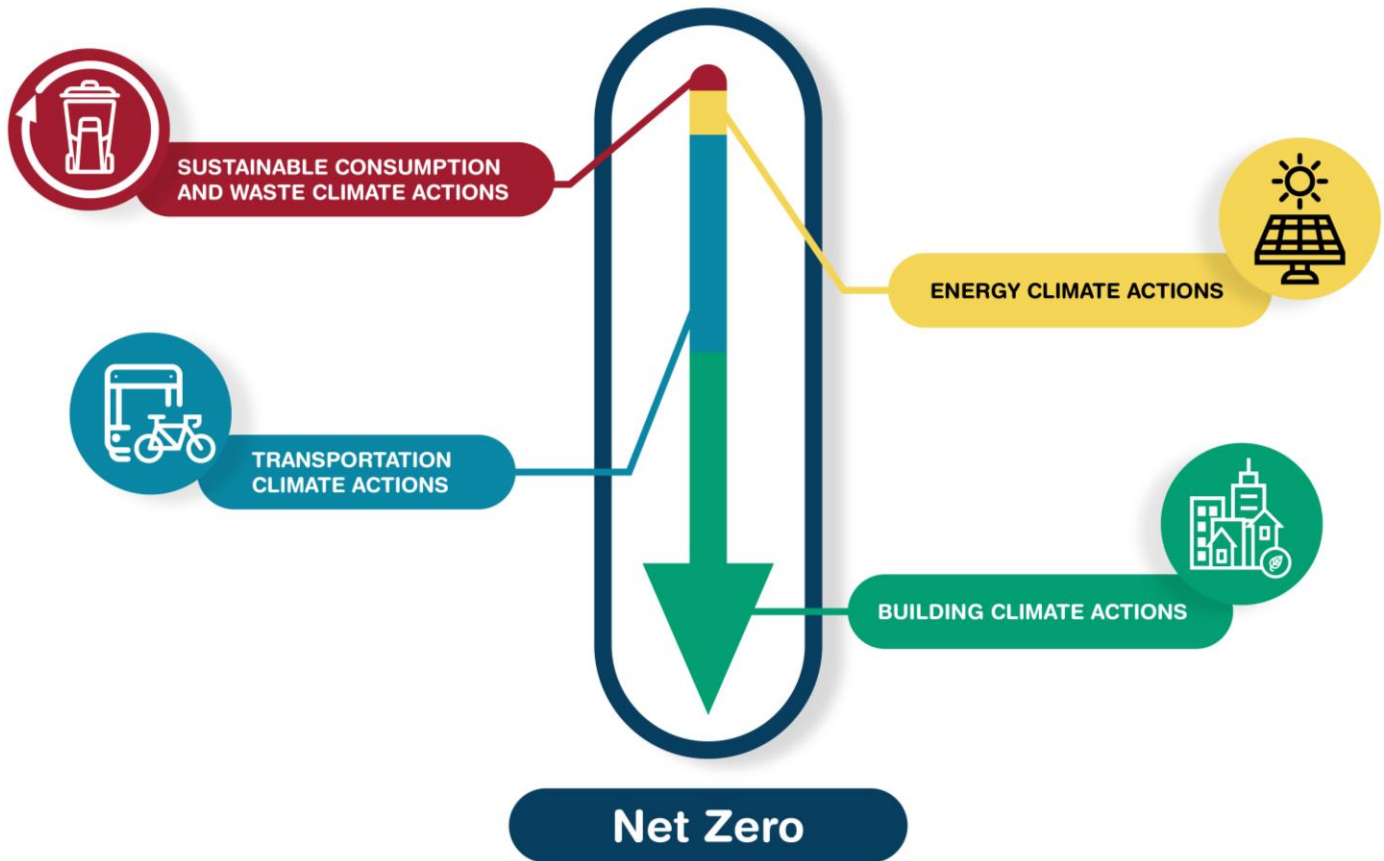 SUSTAINABLE CONSUMPTION
AND WASTE CLIMATE ACTIONS
ENERGY CLIMATE ACTIONS
TRANSPORTATION
CLIMATE ACTIONS
BUILDING CLIMATE ACTIONS
Net Zero